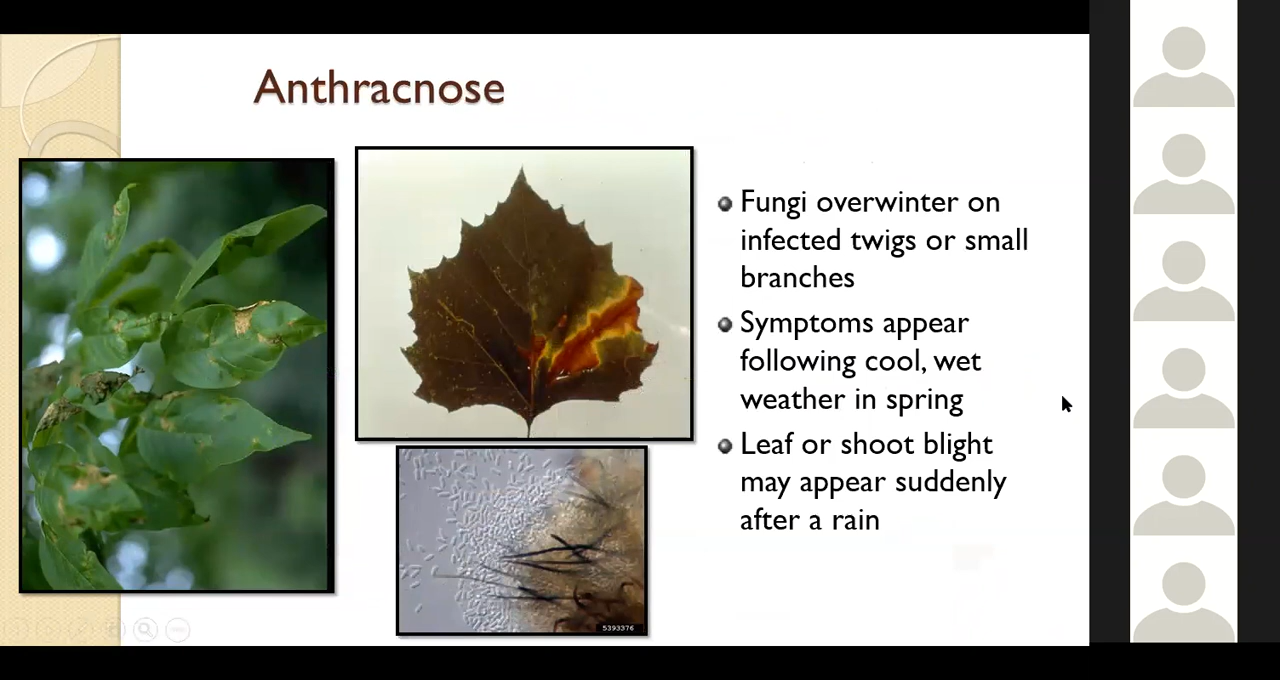 Anthracnose
Fungi overwinter on
infected twigs or small
branches
Symptoms appear
following cool, wet
weather in spring
Leaf or shoot blight
may appear suddenly
after a rain
5393376